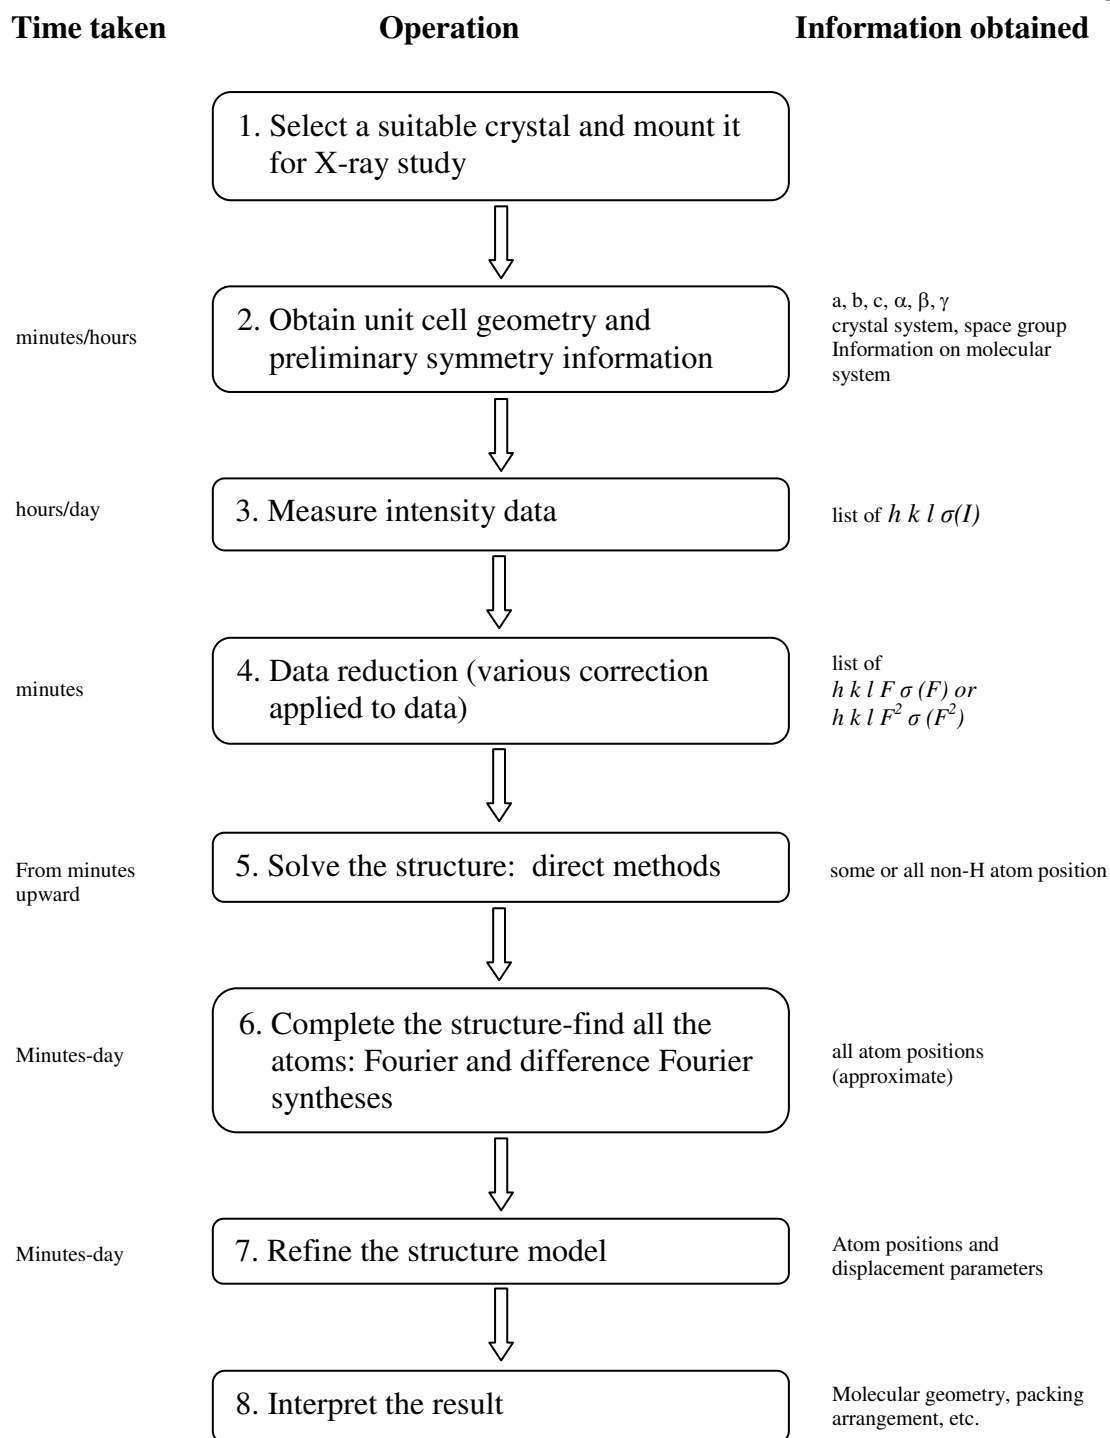 Time taken Operation Information obtained
1. Select a suitable crystal and mount it
for X-ray study
minutes/hours
2. Obtain unit cell geometry and
preliminary symmetry information
a, b, c, α, β, γ
crystal system, space group
Information on molecular
system
hours/day
3. Measure intensity data
list of h k l σ(I)
minutes
4. Data reduction (various correction
applied to data)
list of
h k l F σ (F) or
h k l F² σ (F²)
From minutes
upward
5. Solve the structure: direct methods
some or all non-H atom position
Minutes-day
6. Complete the structure-find all the
atoms: Fourier and difference Fourier
syntheses
all atom positions
(approximate)
Minutes-day
7. Refine the structure model
Atom positions and
displacement parameters
8. Interpret the result
Molecular geometry, packing
arrangement, etc.